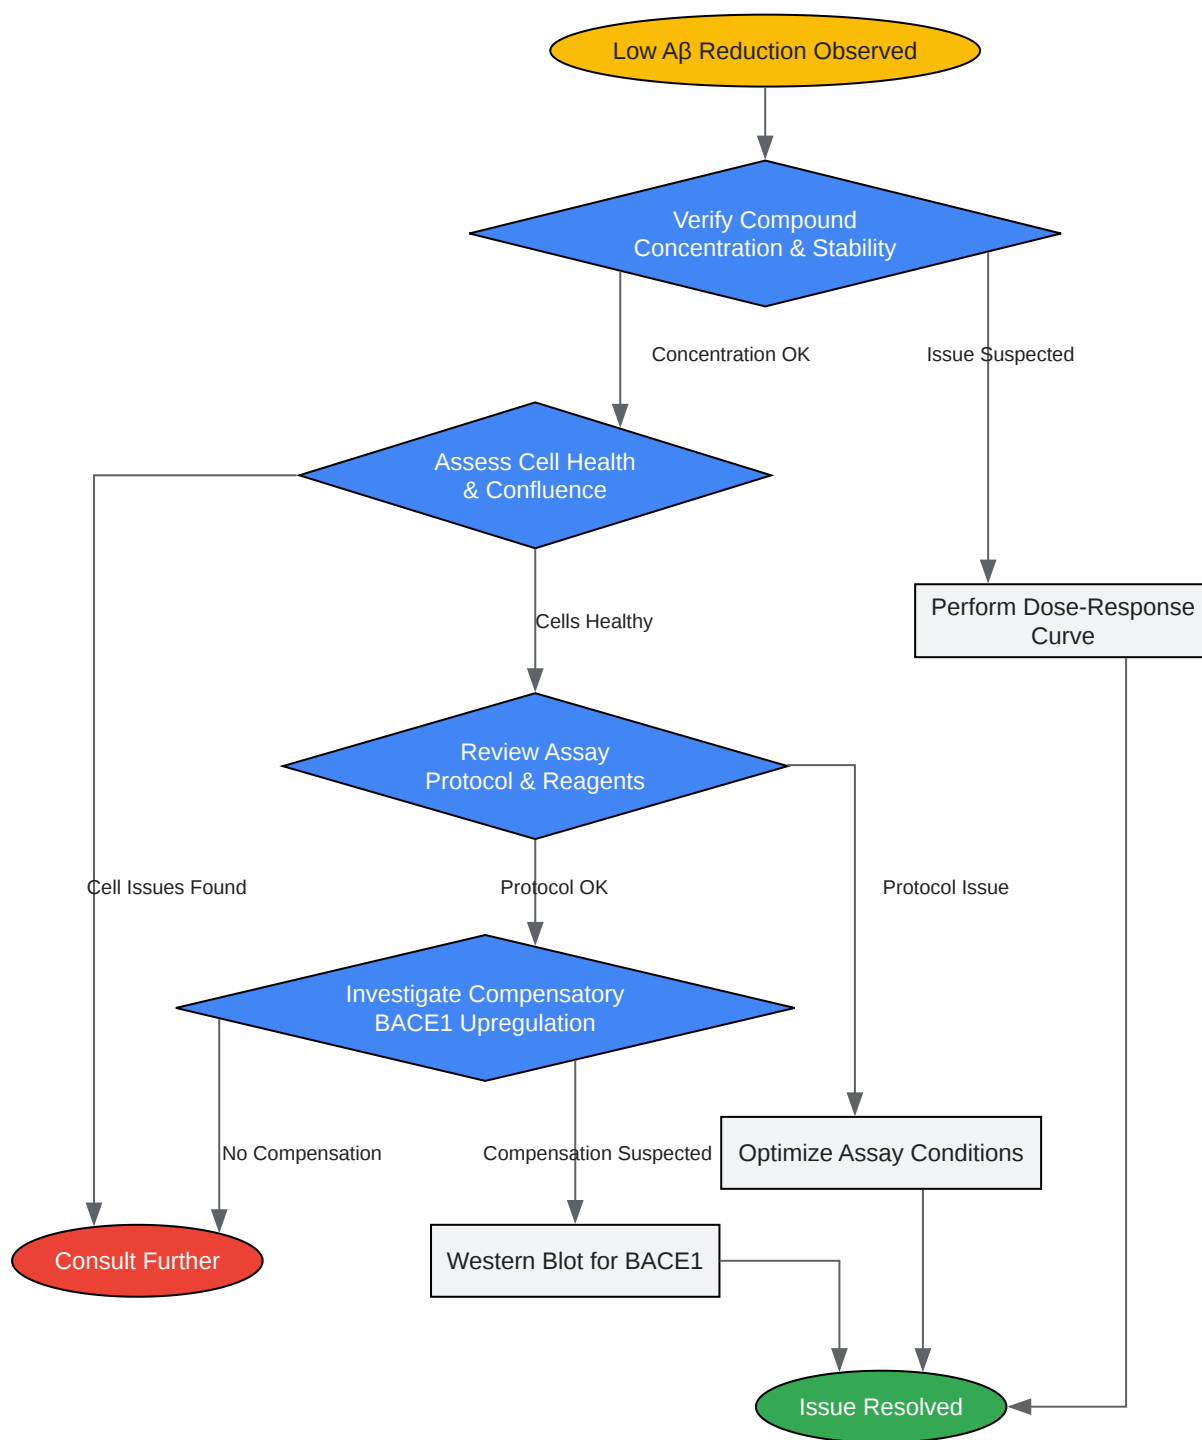 Low Aβ Reduction Observed
Verify Compound
Concentration & Stability
Concentration OK
Issue Suspected
Assess Cell Health
& Confluence
Perform Dose-Response
Curve
Cells Healthy
Review Assay
Protocol & Reagents
Cell Issues Found
Protocol OK
Protocol Issue
Investigate Compensatory
BACE1 Upregulation
No Compensation
Compensation Suspected
Optimize Assay Conditions
Consult Further
Western Blot for BACE1
Issue Resolved